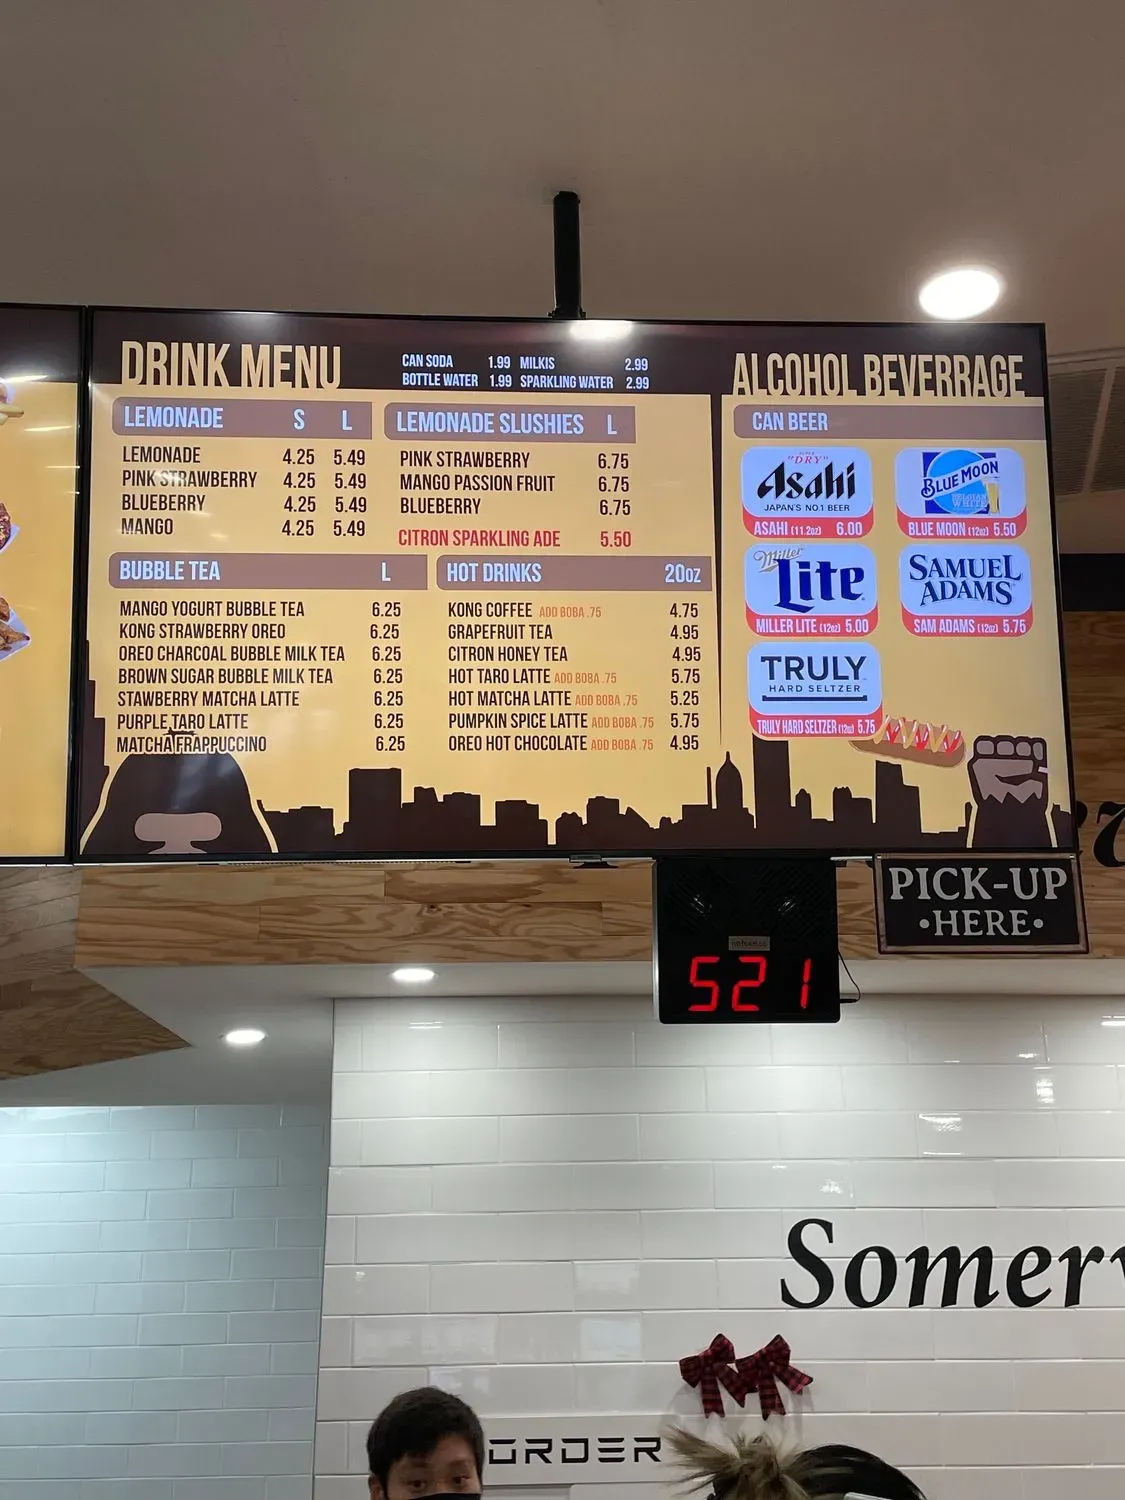 DRINK MENU
CAN SODA 1.99 MILKIS 2.99
BOTTLE WATER 1.99 SPARKLING WATER 2.99
LEMONADE S L
LEMONADE 4.25 5.49
PINK STRAWBERRY 4.25 5.49
BLUEBERRY 4.25 5.49
MANGO 4.25 5.49
LEMONADE SLUSHIES L
PINK STRAWBERRY 6.75
MANGO PASSION FRUIT 6.75
BLUEBERRY 6.75
CITRON SPARKLING ADE 5.50
BUBBLE TEA L
MANGO YOGURT BUBBLE TEA 6.25
KONG STRAWBERRY OREO 6.25
OREO CHARCOAL BUBBLE MILK TEA 6.25
BROWN SUGAR BUBBLE MILK TEA 6.25
STAWBERRY MATCHA LATTE 6.25
PURPLE TARO LATTE 6.25
MATCHA FRAPPUCCINO 6.25
HOT DRINKS 20oz
KONG COFFEE ADD BOBA .75 4.75
GRAPEFRUIT TEA 4.95
CITRON HONEY TEA 4.95
HOT TARO LATTE ADD BOBA .75 5.75
HOT MATCHA LATTE ADD BOBA .75 5.25
PUMPKIN SPICE LATTE ADD BOBA .75 5.75
OREO HOT CHOCOLATE ADD BOBA .75 4.95
ALCOHOL BEVERRAGE
CAN BEER
"DRY"
Asahi
JAPAN'S NO.1 BEER
ASAHI (11.2oz) 6.00
BLUE MOON
BELGIAN
WHITE
BLUE MOON (12oz) 5.50
Miller
Lite
MILLER LITE (12oz) 5.00
SAMUEL
ADAMS
SAM ADAMS (12oz) 5.75
TRULY
HARD SELTZER
TRULY HARD SELTZER (12oz) 5.75
PICK-UP
•HERE•
521
Somerv
ORDER